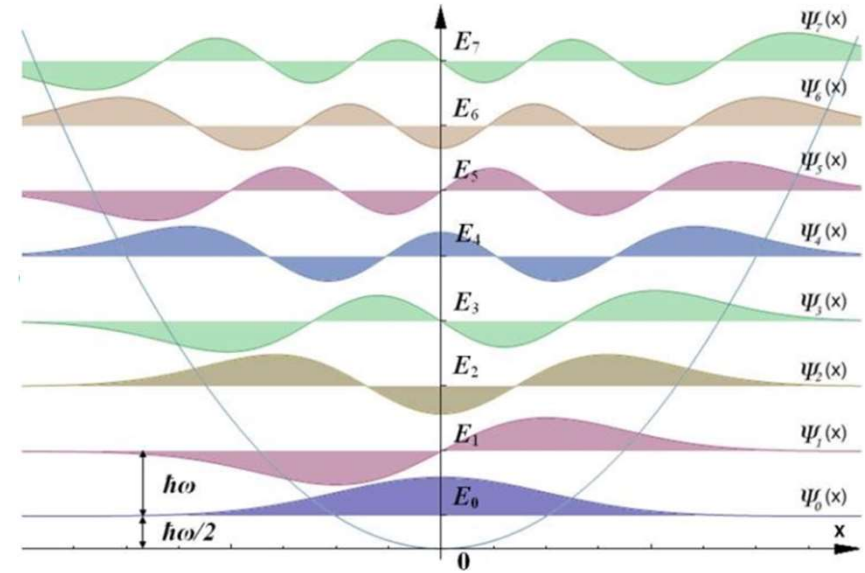 E₇ Ψ₇(x)
E₆ Ψ₆(x)
E₅ Ψ₅(x)
E₄ Ψ₄(x)
E₃ Ψ₃(x)
E₂ Ψ₂(x)
E₁ Ψ₁(x)
ħω
E₀ Ψ₀(x)
ħω/2
x
0